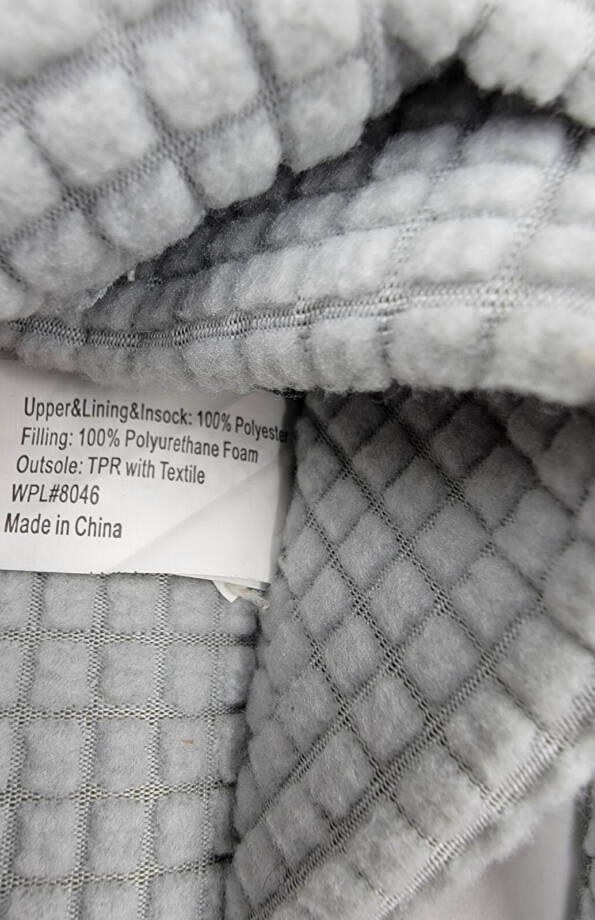 Upper&Lining&Insock: 100% Polyester
Filling: 100% Polyurethane Foam
Outsole: TPR with Textile
WPL#8046
Made in China